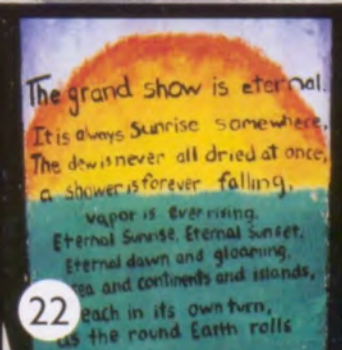 The grand show is eternal.
It is always Sunrise somewhere,
The dew is never all dried at once,
a shower is forever falling,
vapor is ever rising.
Eternal Sunrise, Eternal Sunset,
Eternal dawn and gloaming,
sea and continents and islands,
each in its own turn,
as the round Earth rolls
22